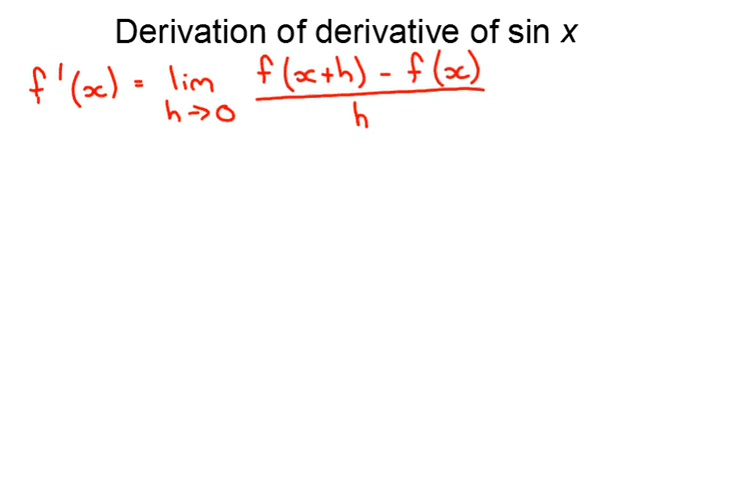 Derivation of derivative of sin x
f'(x) = lim h→0 f(x+h) - f(x) / h